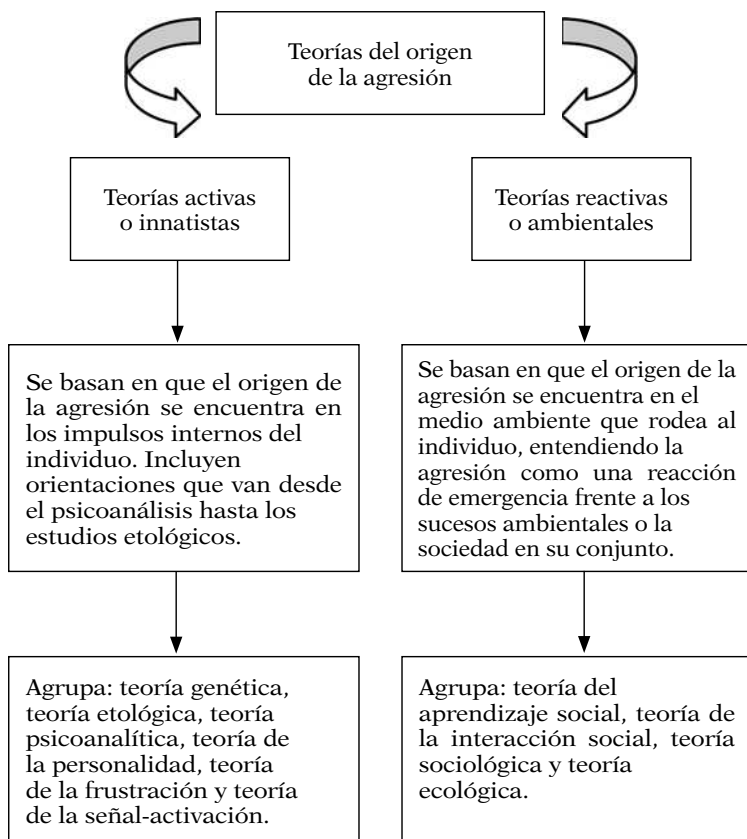 Teorías del origen
de la agresión
Teorías activas
o innatistas
Teorías reactivas
o ambientales
Se basan en que el origen de
la agresión se encuentra en
los impulsos internos del
individuo. Incluyen
orientaciones que van desde
el psicoanálisis hasta los
estudios etológicos.
Se basan en que el origen de la
agresión se encuentra en el
medio ambiente que rodea al
individuo, entendiendo la
agresión como una reacción
de emergencia frente a los
sucesos ambientales o la
sociedad en su conjunto.
Agrupa: teoría genética,
teoría etológica, teoría
psicoanalítica, teoría de
la personalidad, teoría
de la frustración y teoría
de la señal-activación.
Agrupa: teoría del
aprendizaje social, teoría de
la interacción social, teoría
sociológica y teoría
ecológica.